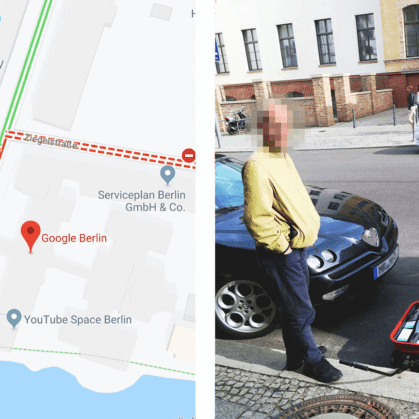 Ziegelstraße
Serviceplan Berlin
GmbH & Co.
Google Berlin
YouTube Space Berlin